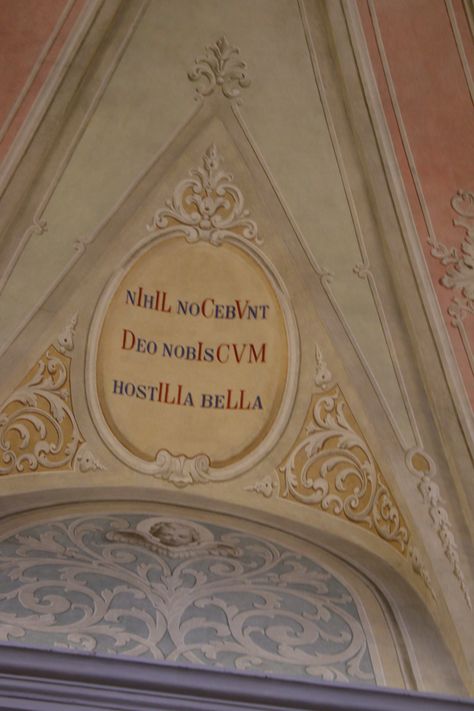 NIHIL NOCEBVNT
DEO NOBISCVM
HOSTILIA BELLA